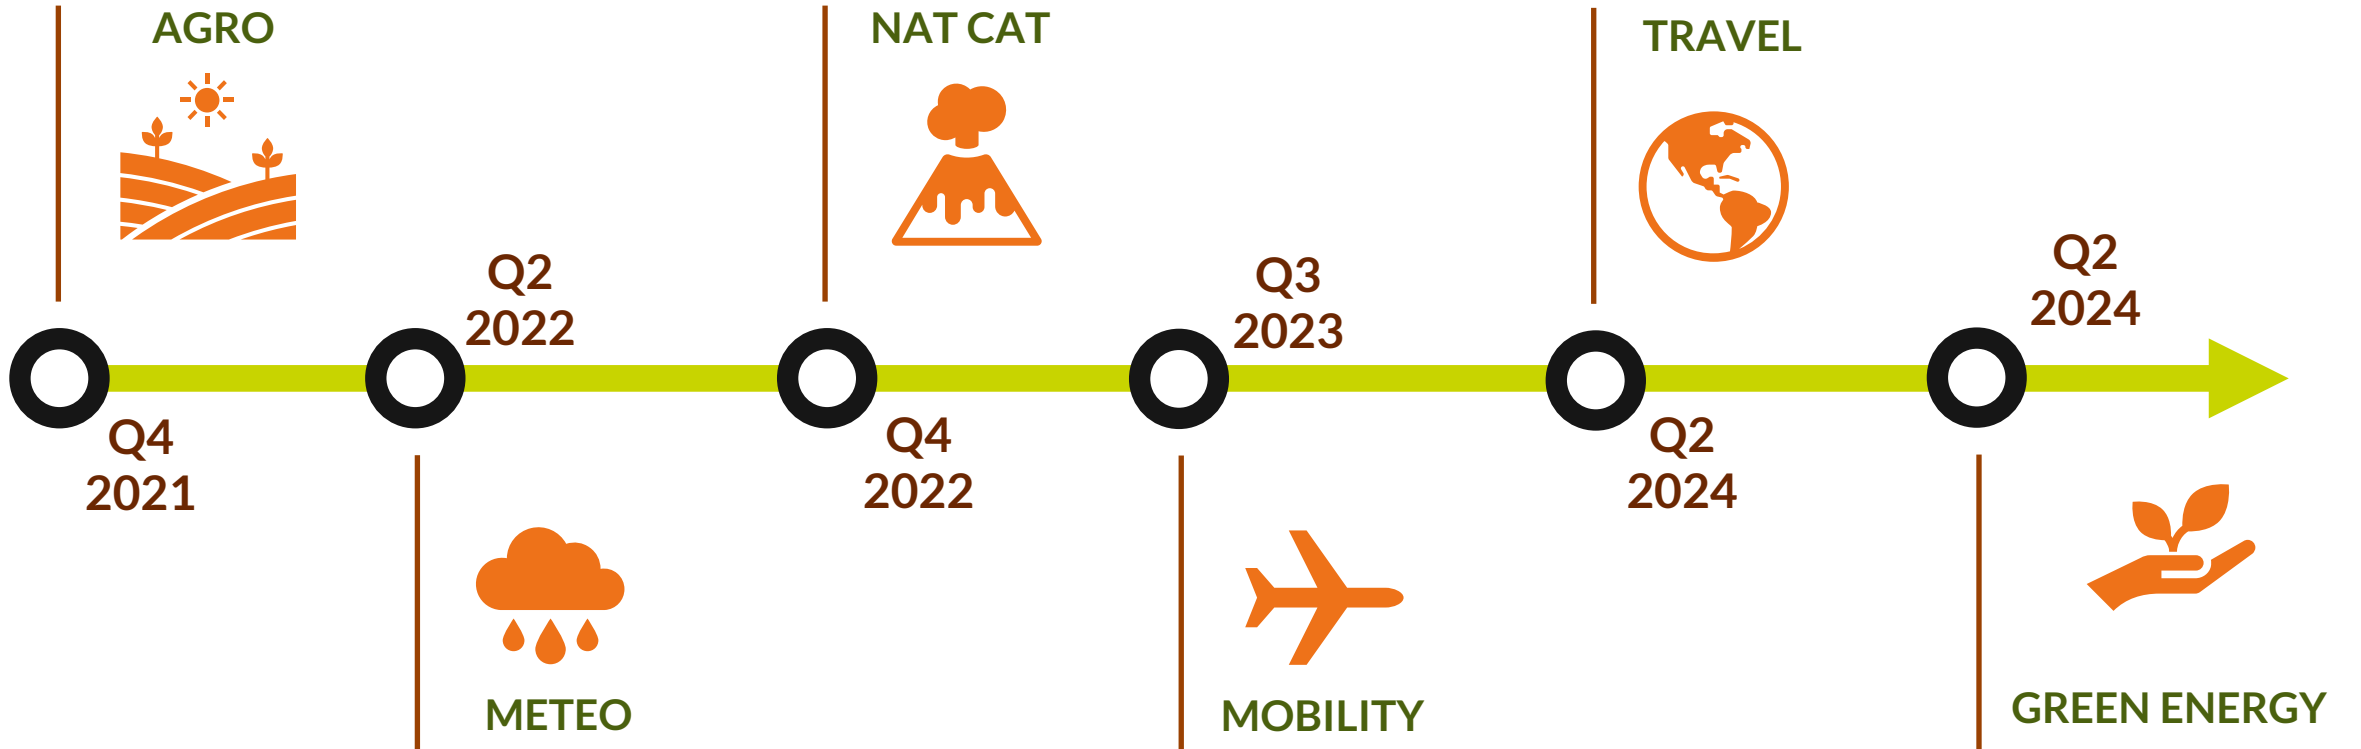 AGRO
NAT CAT
TRAVEL
Q2
2022
Q3
2023
Q2
2024
Q4
2021
Q4
2022
Q2
2024
METEO
MOBILITY
GREEN ENERGY